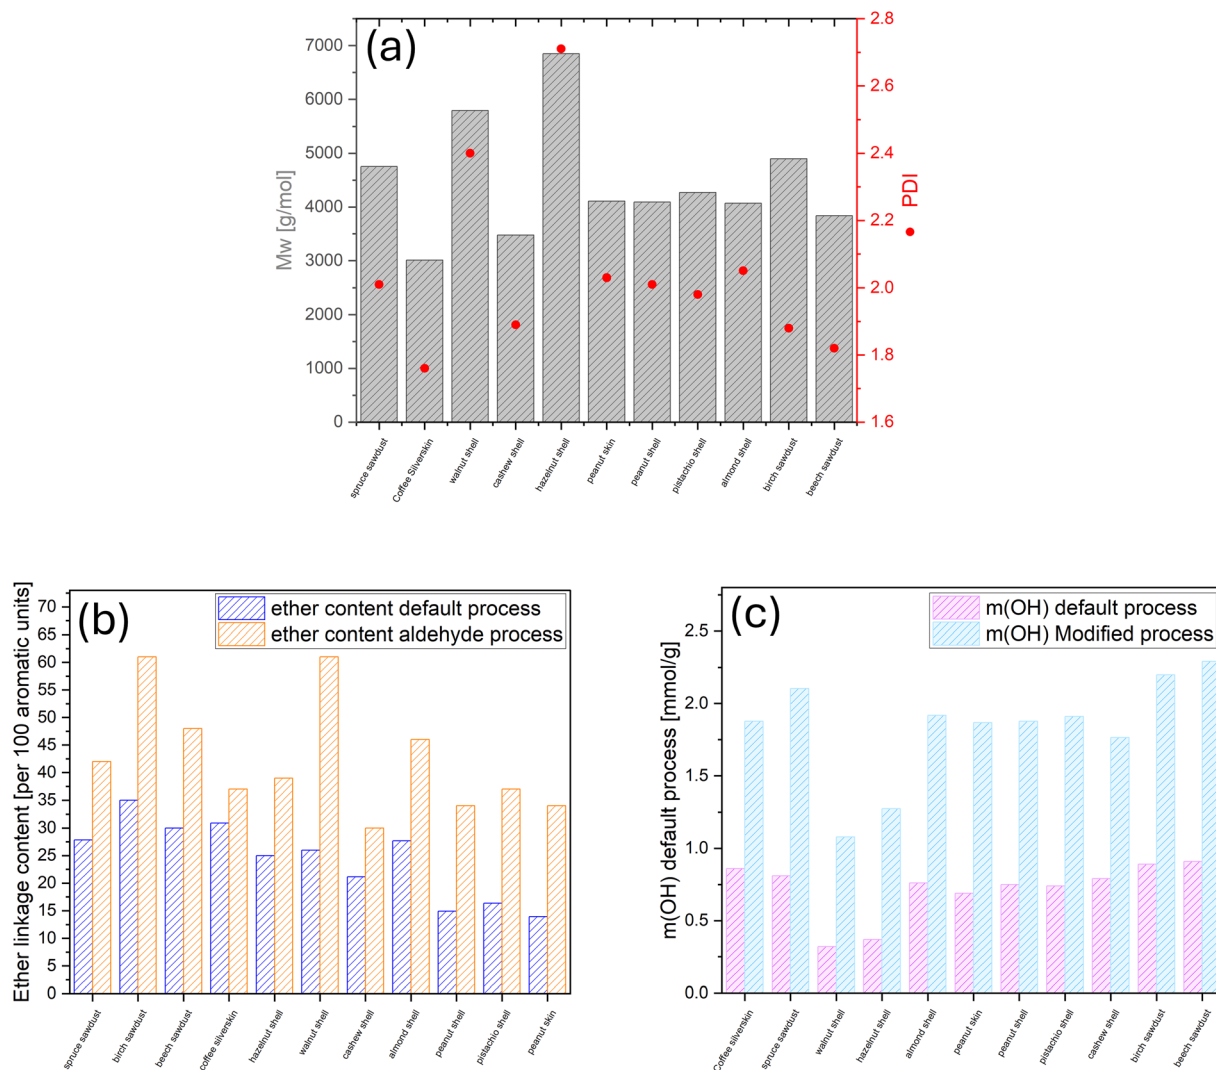 (a)
Mw [g/mol]
7000
6000
5000
4000
3000
2000
1000
0
2.8
2.6
2.4
2.2
2.0
1.8
1.6
PDI
spruce sawdust
Coffee Silverskin
walnut shell
cashew shell
hazelnut shell
peanut skin
peanut shell
pistachio shell
almond shell
birch sawdust
beech sawdust
(b)
ether content default process
ether content aldehyde process
Ether linkage content [per 100 aromatic units]
70
65
60
55
50
45
40
35
30
25
20
15
10
5
0
spruce sawdust
birch sawdust
beech sawdust
coffee silverskin
hazelnut shell
walnut shell
cashew shell
almond shell
peanut shell
pistachio shell
peanut skin
(c)
m(OH) default process
m(OH) Modified process
m(OH) default process [mmol/g]
2.5
2.0
1.5
1.0
0.5
0.0
Coffee silverskin
spruce sawdust
walnut shell
hazelnut shell
almond shell
peanut skin
peanut shell
pistachio shell
cashew shell
birch sawdust
beech sawdust